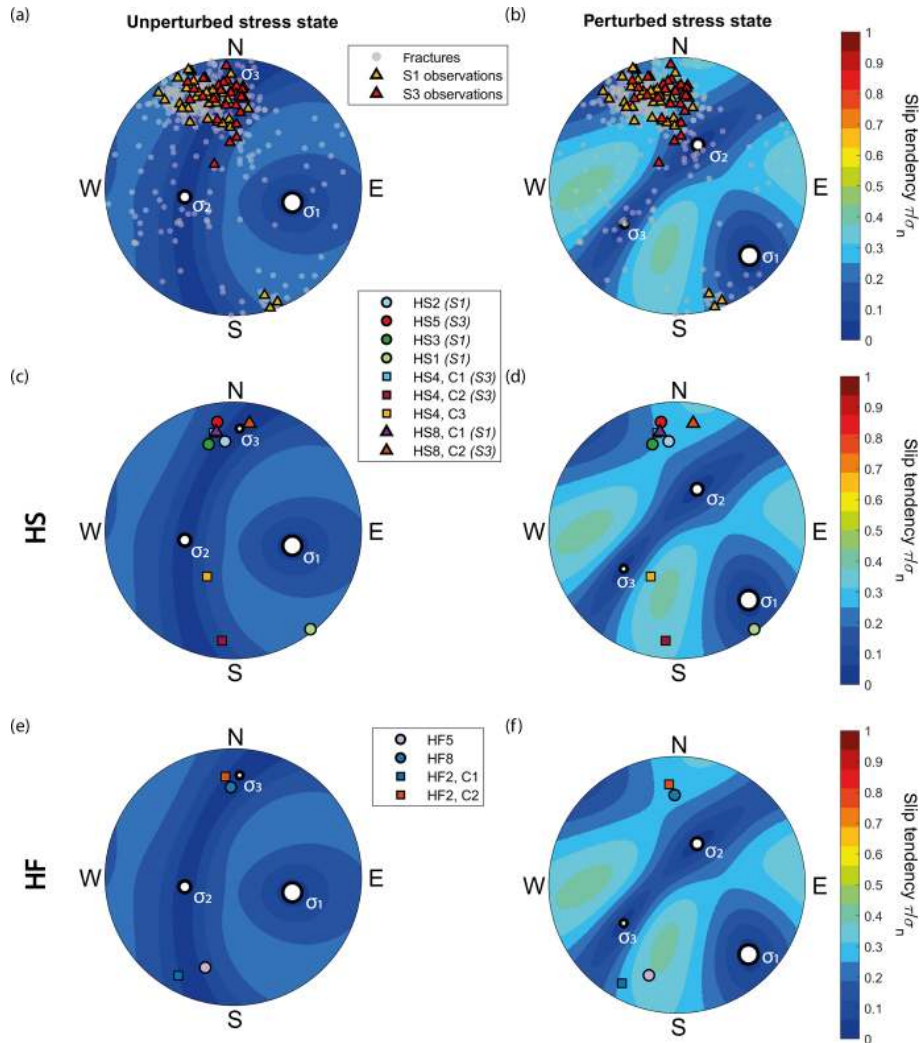 (a) Unperturbed stress state (b) Perturbed stress state
N N
σ3
Fractures
S1 observations
S3 observations
W E W E
σ2 σ1 σ2 σ3 σ1
S S
1
0.9
0.8
0.7
0.6
0.5
0.4
0.3
0.2
0.1
0
Slip tendency τ/σn
HS2 (S1)
HS5 (S3)
HS3 (S1)
HS1 (S1)
HS4, C1 (S3)
HS4, C2 (S3)
HS4, C3
HS8, C1 (S1)
HS8, C2 (S3)
(c) (d)
HS
N N
σ3
W E W E
σ2 σ1 σ2 σ3 σ1
S S
1
0.9
0.8
0.7
0.6
0.5
0.4
0.3
0.2
0.1
0
Slip tendency τ/σn
(e) (f)
HF
N N
σ3
HF5
HF8
HF2, C1
HF2, C2
W E W E
σ2 σ1 σ2 σ3 σ1
S S
1
0.9
0.8
0.7
0.6
0.5
0.4
0.3
0.2
0.1
0
Slip tendency τ/σn